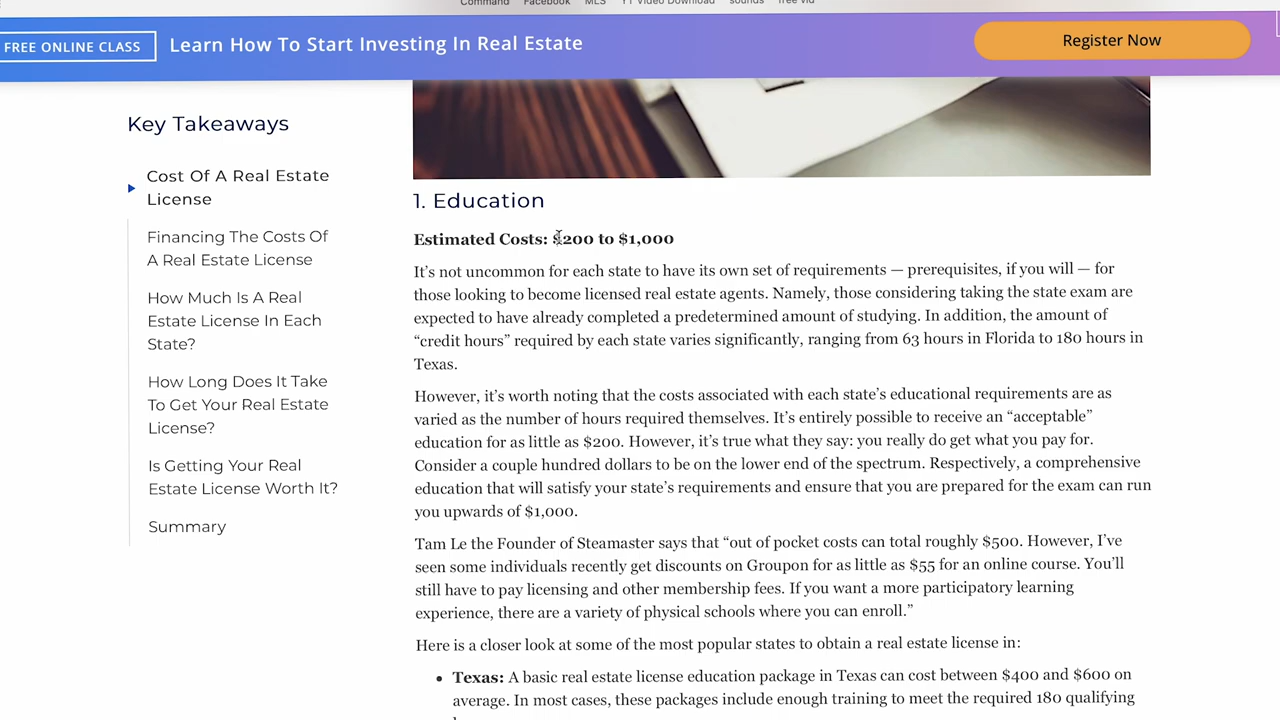 Command Facebook MLS YT Video Download sounds free vid
FREE ONLINE CLASS Learn How To Start Investing In Real Estate Register Now
Key Takeaways
Cost Of A Real Estate
License
Financing The Costs Of
A Real Estate License
How Much Is A Real
Estate License In Each
State?
How Long Does It Take
To Get Your Real Estate
License?
Is Getting Your Real
Estate License Worth It?
Summary
1. Education
Estimated Costs: $200 to $1,000
It’s not uncommon for each state to have its own set of requirements — prerequisites, if you will — for
those looking to become licensed real estate agents. Namely, those considering taking the state exam are
expected to have already completed a predetermined amount of studying. In addition, the amount of
“credit hours” required by each state varies significantly, ranging from 63 hours in Florida to 180 hours in
Texas.
However, it’s worth noting that the costs associated with each state’s educational requirements are as
varied as the number of hours required themselves. It’s entirely possible to receive an “acceptable”
education for as little as $200. However, it’s true what they say: you really do get what you pay for.
Consider a couple hundred dollars to be on the lower end of the spectrum. Respectively, a comprehensive
education that will satisfy your state’s requirements and ensure that you are prepared for the exam can run
you upwards of $1,000.
Tam Le the Founder of Steamaster says that “out of pocket costs can total roughly $500. However, I’ve
seen some individuals recently get discounts on Groupon for as little as $55 for an online course. You’ll
still have to pay licensing and other membership fees. If you want a more participatory learning
experience, there are a variety of physical schools where you can enroll.”
Here is a closer look at some of the most popular states to obtain a real estate license in:
• Texas: A basic real estate license education package in Texas can cost between $400 and $600 on
average. In most cases, these packages include enough training to meet the required 180 qualifying